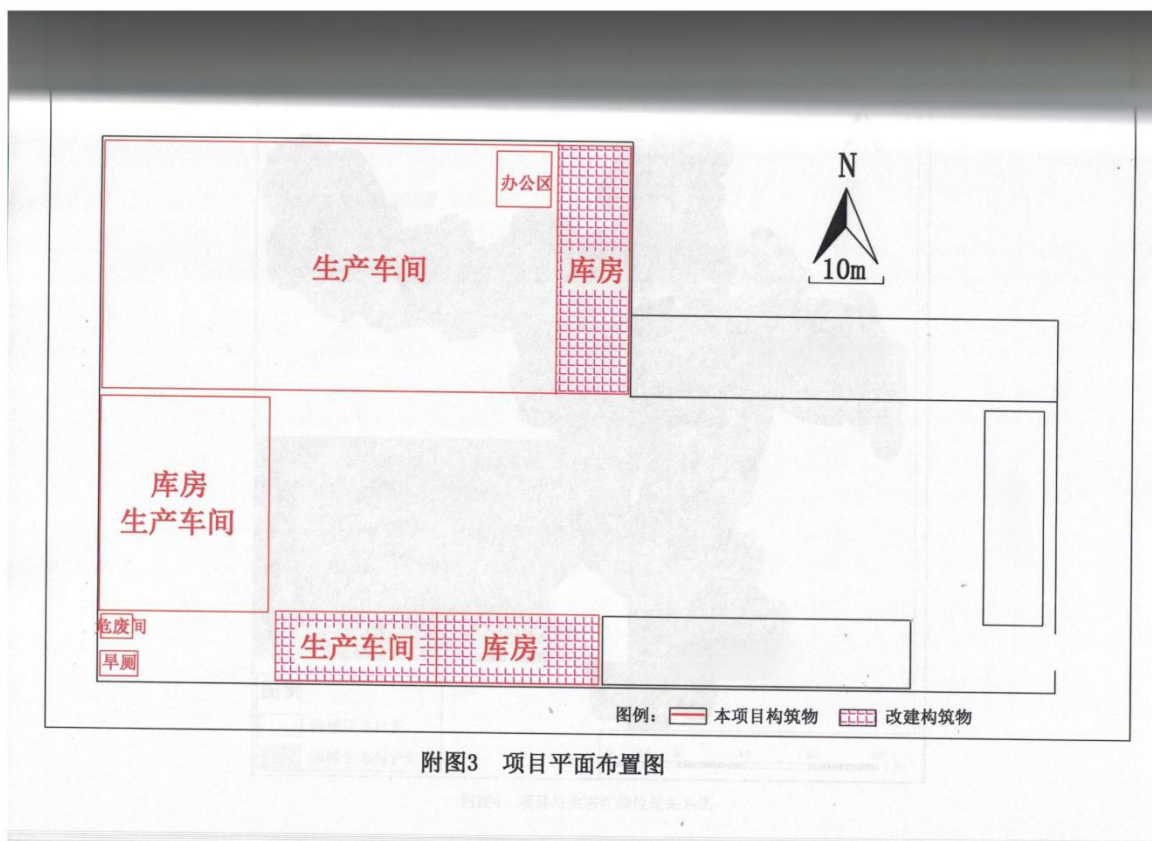 办公区
N
生产车间
库房
10m
库房
生产车间
危废间
旱厕
生产车间
库房
图例：
本项目构筑物
改建构筑物
附图3 项目平面布置图